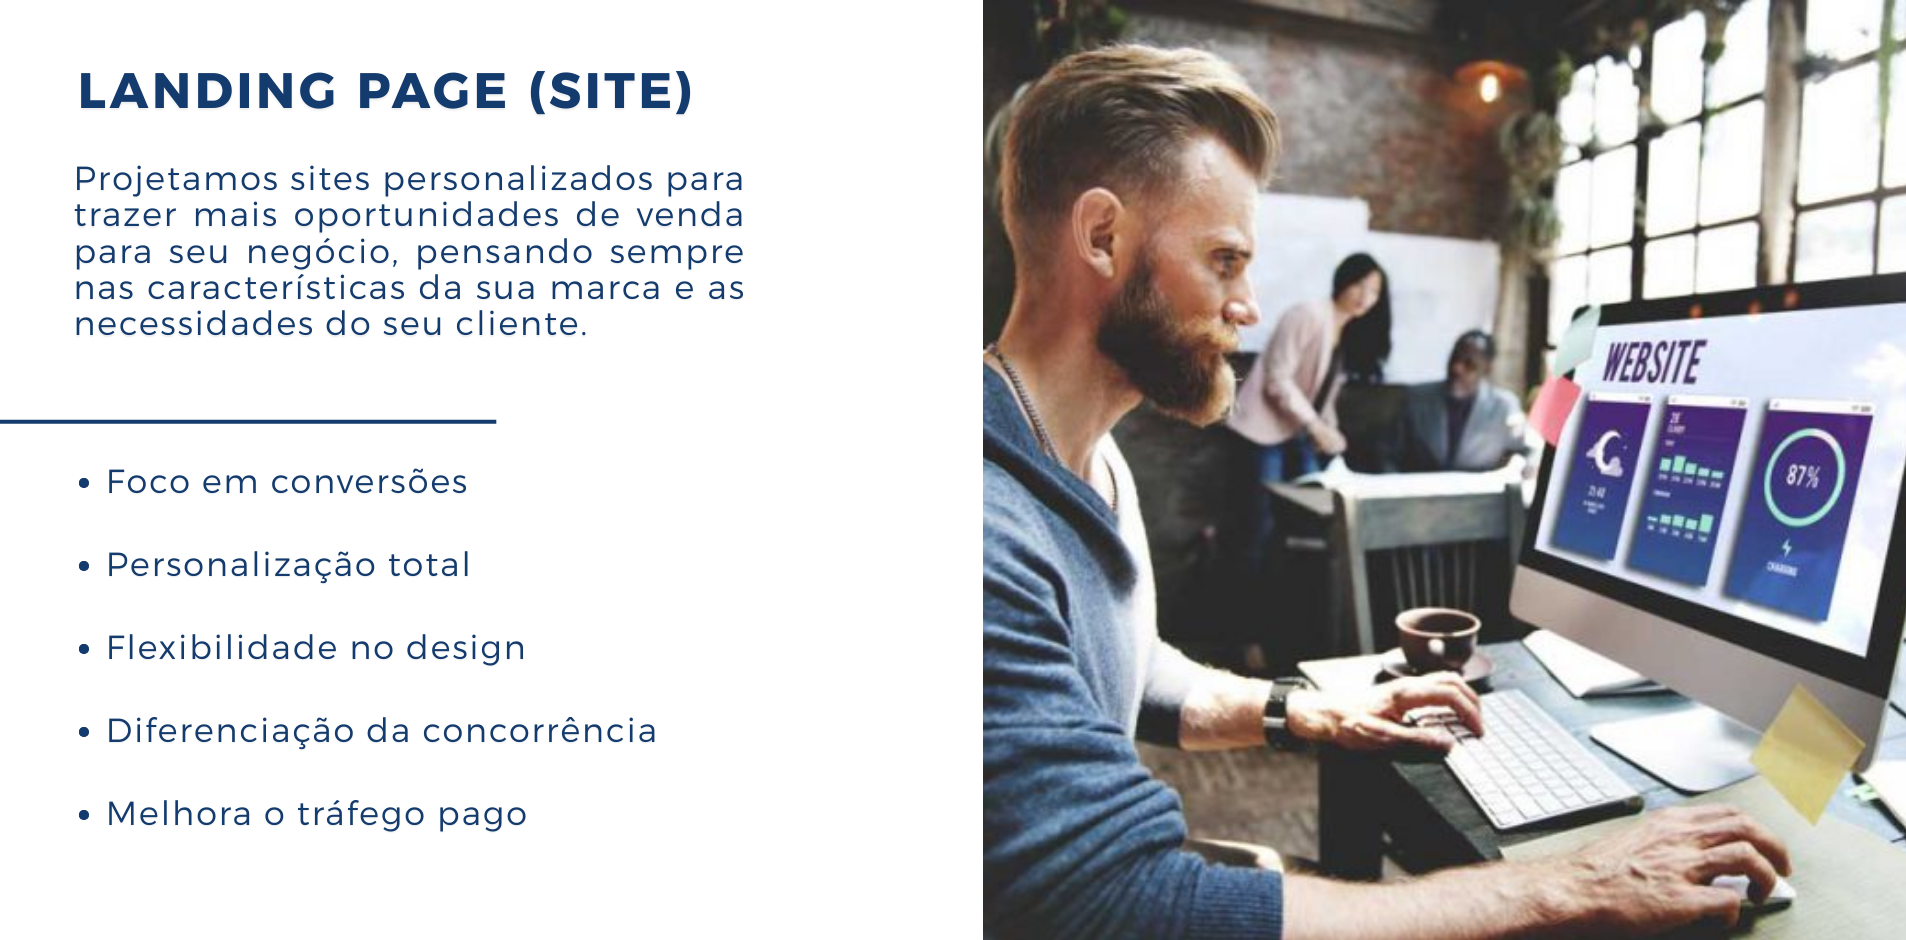 LANDING PAGE (SITE)
Projetamos sites personalizados para
trazer mais oportunidades de venda
para seu negócio, pensando sempre
nas características da sua marca e as
necessidades do seu cliente.
• Foco em conversões
• Personalização total
• Flexibilidade no design
• Diferenciação da concorrência
• Melhora o tráfego pago
WEBSITE
87%
CHARGING